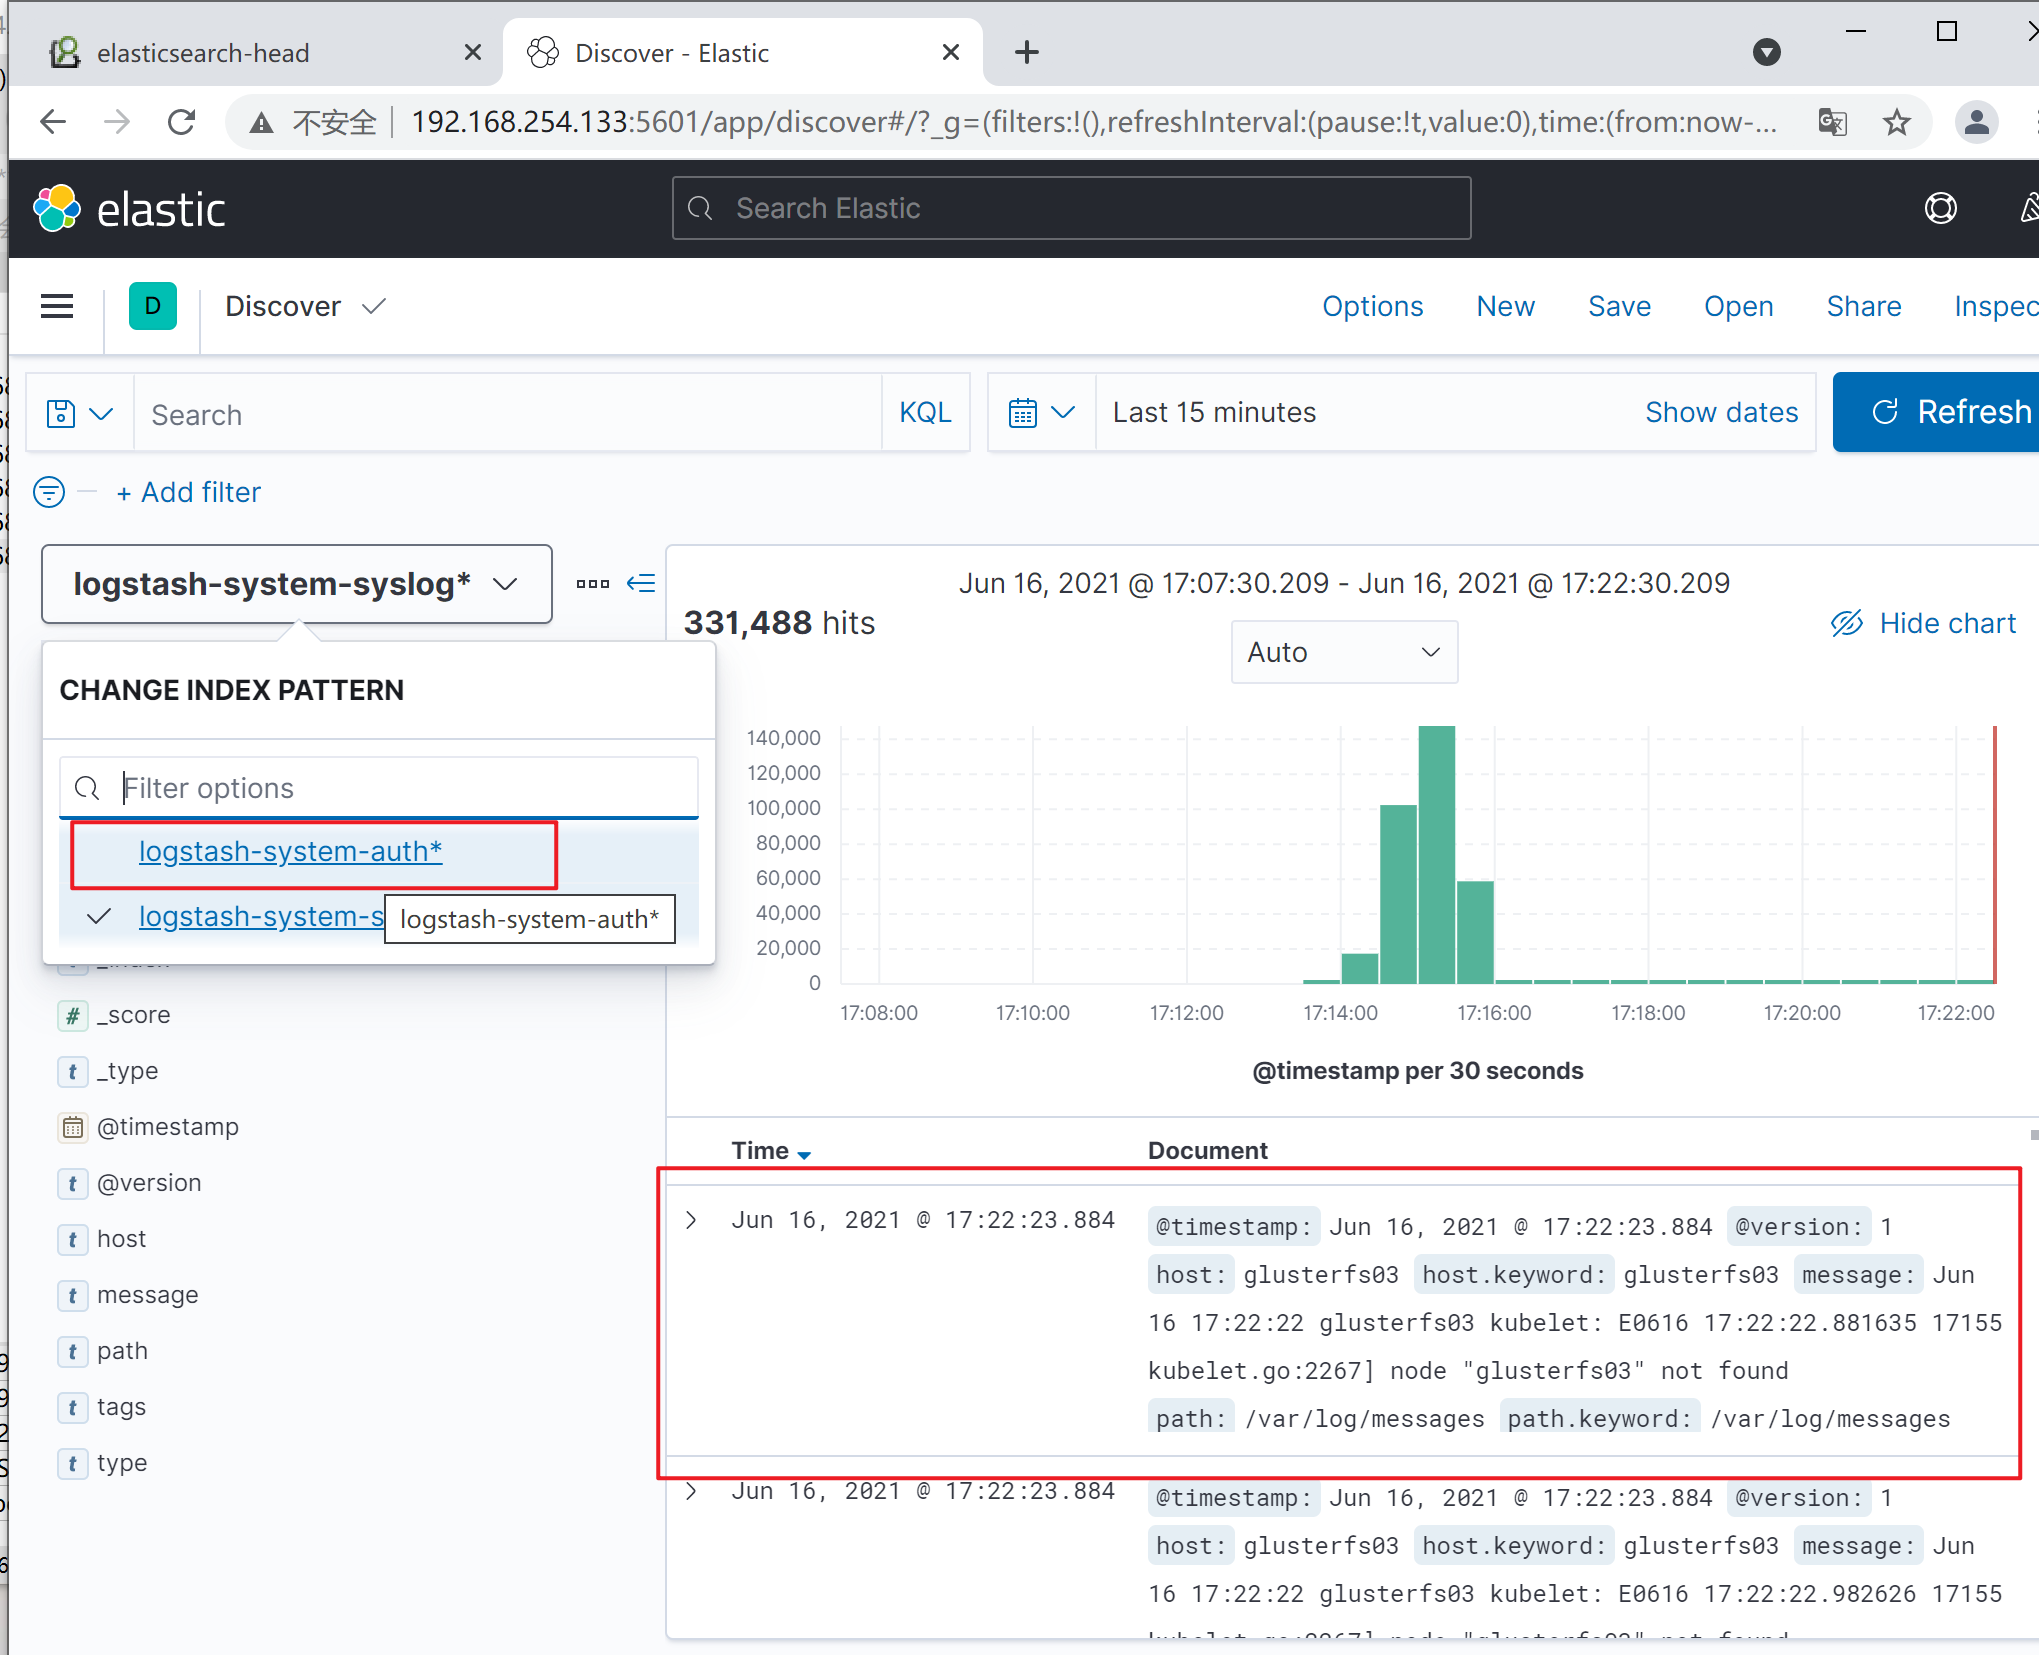 elasticsearch-head
Discover - Elastic
不安全 192.168.254.133:5601/app/discover#/?_g=(filters:!(),refreshInterval:(pause:!t,value:0),time:(from:now-...
elastic
Search Elastic
D Discover
Options New Save Open Share Inspec
Search KQL
Last 15 minutes Show dates
Refresh
+ Add filter
logstash-system-syslog*
CHANGE INDEX PATTERN
Filter options
logstash-system-auth*
logstash-system-s
logstash-system-auth*
# _score
t _type
@timestamp
t @version
t host
t message
t path
t tags
t type
Jun 16, 2021 @ 17:07:30.209 - Jun 16, 2021 @ 17:22:30.209
331,488 hits
Hide chart
Auto
140,000
120,000
100,000
80,000
60,000
40,000
20,000
0
17:08:00 17:10:00 17:12:00 17:14:00 17:16:00 17:18:00 17:20:00 17:22:00
@timestamp per 30 seconds
Time Document
Jun 16, 2021 @ 17:22:23.884
@timestamp: Jun 16, 2021 @ 17:22:23.884 @version: 1
host: glusterfs03 host.keyword: glusterfs03 message: Jun
16 17:22:22 glusterfs03 kubelet: E0616 17:22:22.881635 17155
kubelet.go:2267] node "glusterfs03" not found
path: /var/log/messages path.keyword: /var/log/messages
Jun 16, 2021 @ 17:22:23.884
@timestamp: Jun 16, 2021 @ 17:22:23.884 @version: 1
host: glusterfs03 host.keyword: glusterfs03 message: Jun
16 17:22:22 glusterfs03 kubelet: E0616 17:22:22.982626 17155
kubelet.go:2267] node "glusterfs03" not found